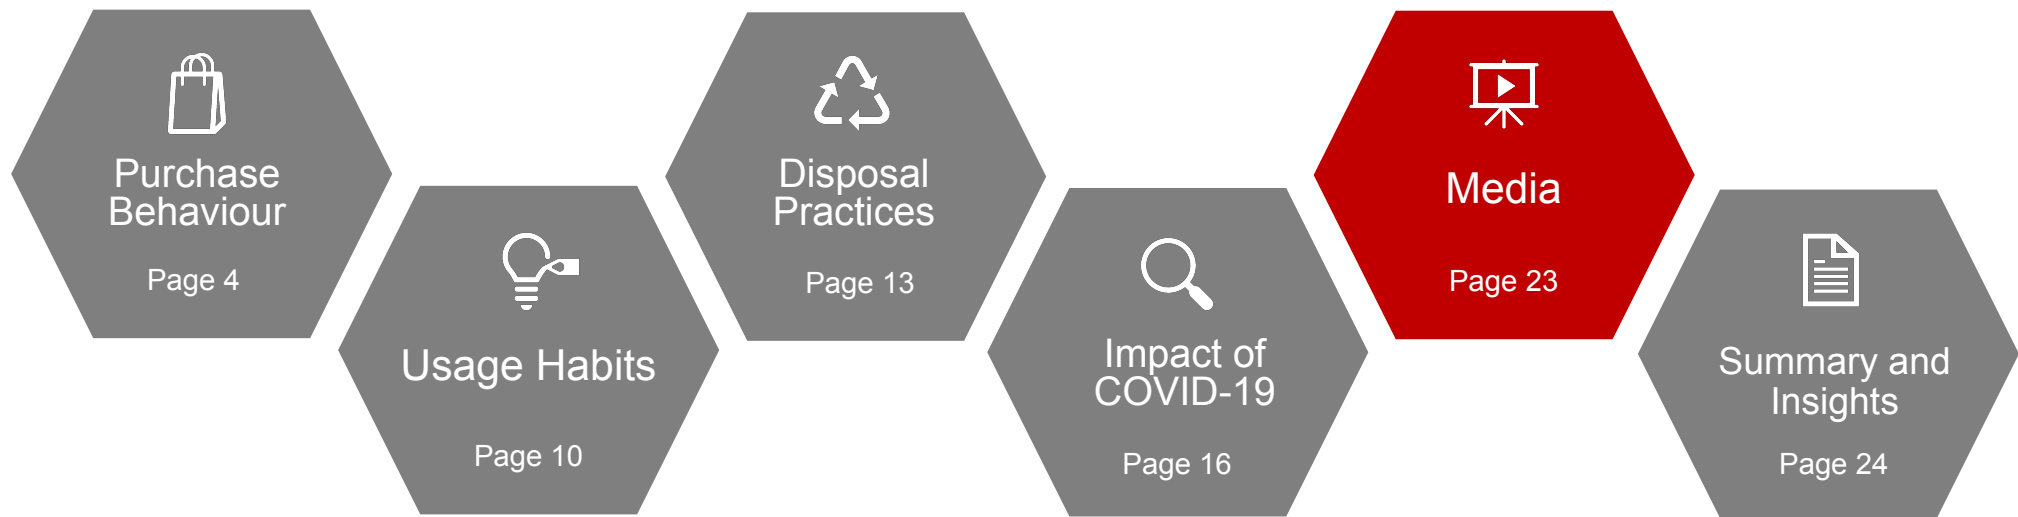 Purchase
Behaviour
Page 4
Usage Habits
Page 10
Disposal
Practices
Page 13
Impact of
COVID-19
Page 16
Media
Page 23
Summary and
Insights
Page 24